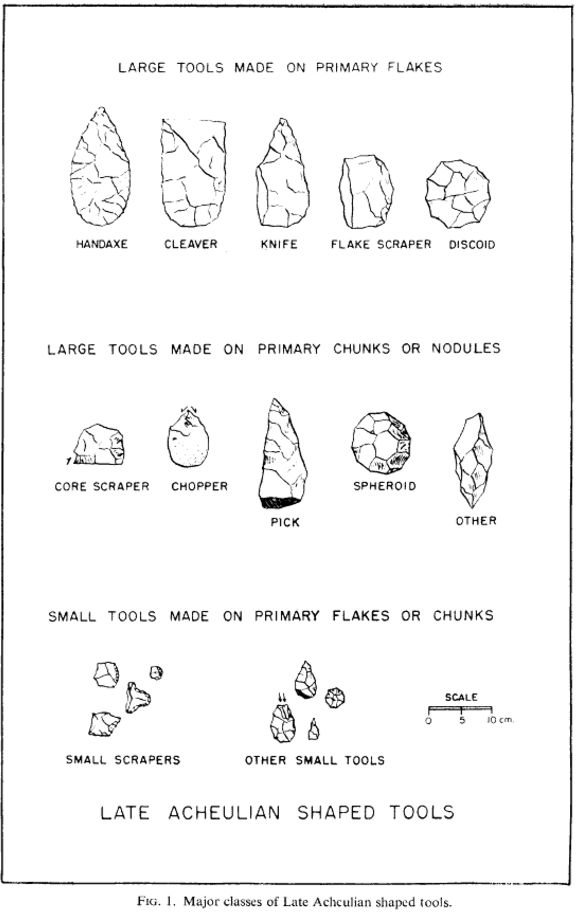 LARGE TOOLS MADE ON PRIMARY FLAKES
HANDAXE CLEAVER KNIFE FLAKE SCRAPER DISCOID
LARGE TOOLS MADE ON PRIMARY CHUNKS OR NODULES
CORE SCRAPER CHOPPER PICK SPHEROID OTHER
SMALL TOOLS MADE ON PRIMARY FLAKES OR CHUNKS
SCALE
0 5 10 cm.
SMALL SCRAPERS OTHER SMALL TOOLS
LATE ACHEULIAN SHAPED TOOLS
FIG. 1. Major classes of Late Acheulian shaped tools.